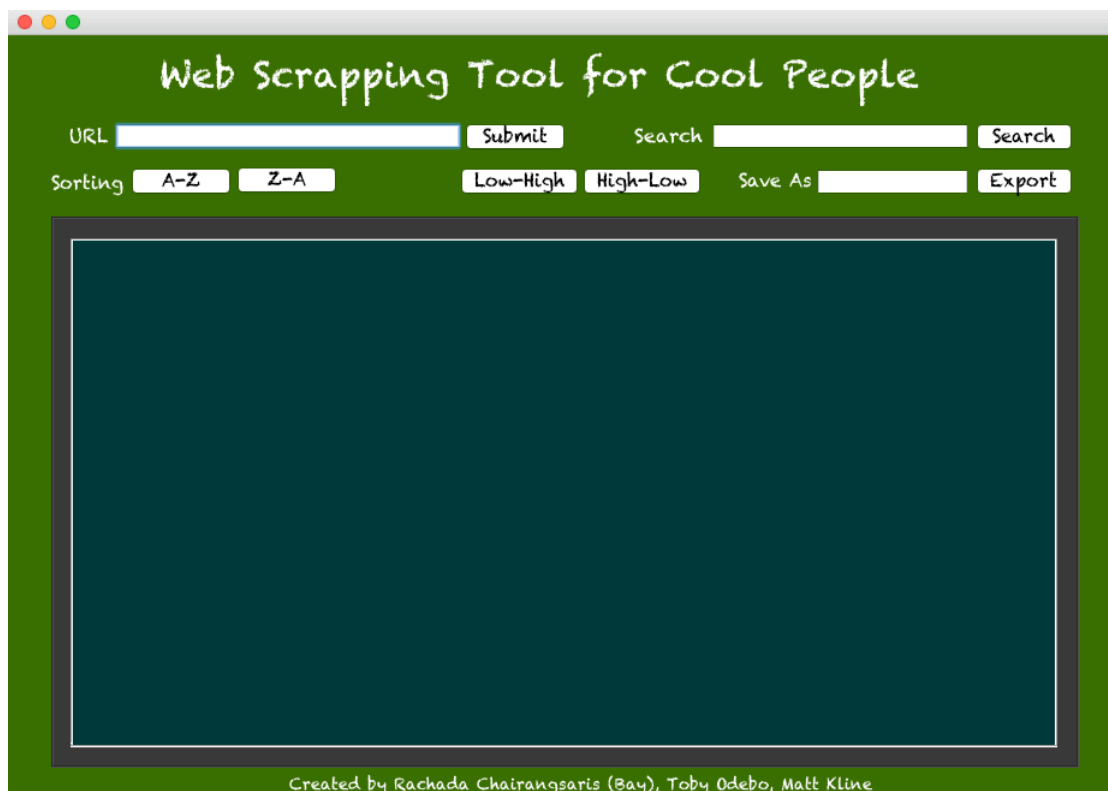 Web Scrapping Tool for Cool People
URL Submit Search Search
Sorting A-Z Z-A Low-High High-Low Save As Export
Created by Rachada Chairangsaris (Bay), Toby Odebo, Matt Kline